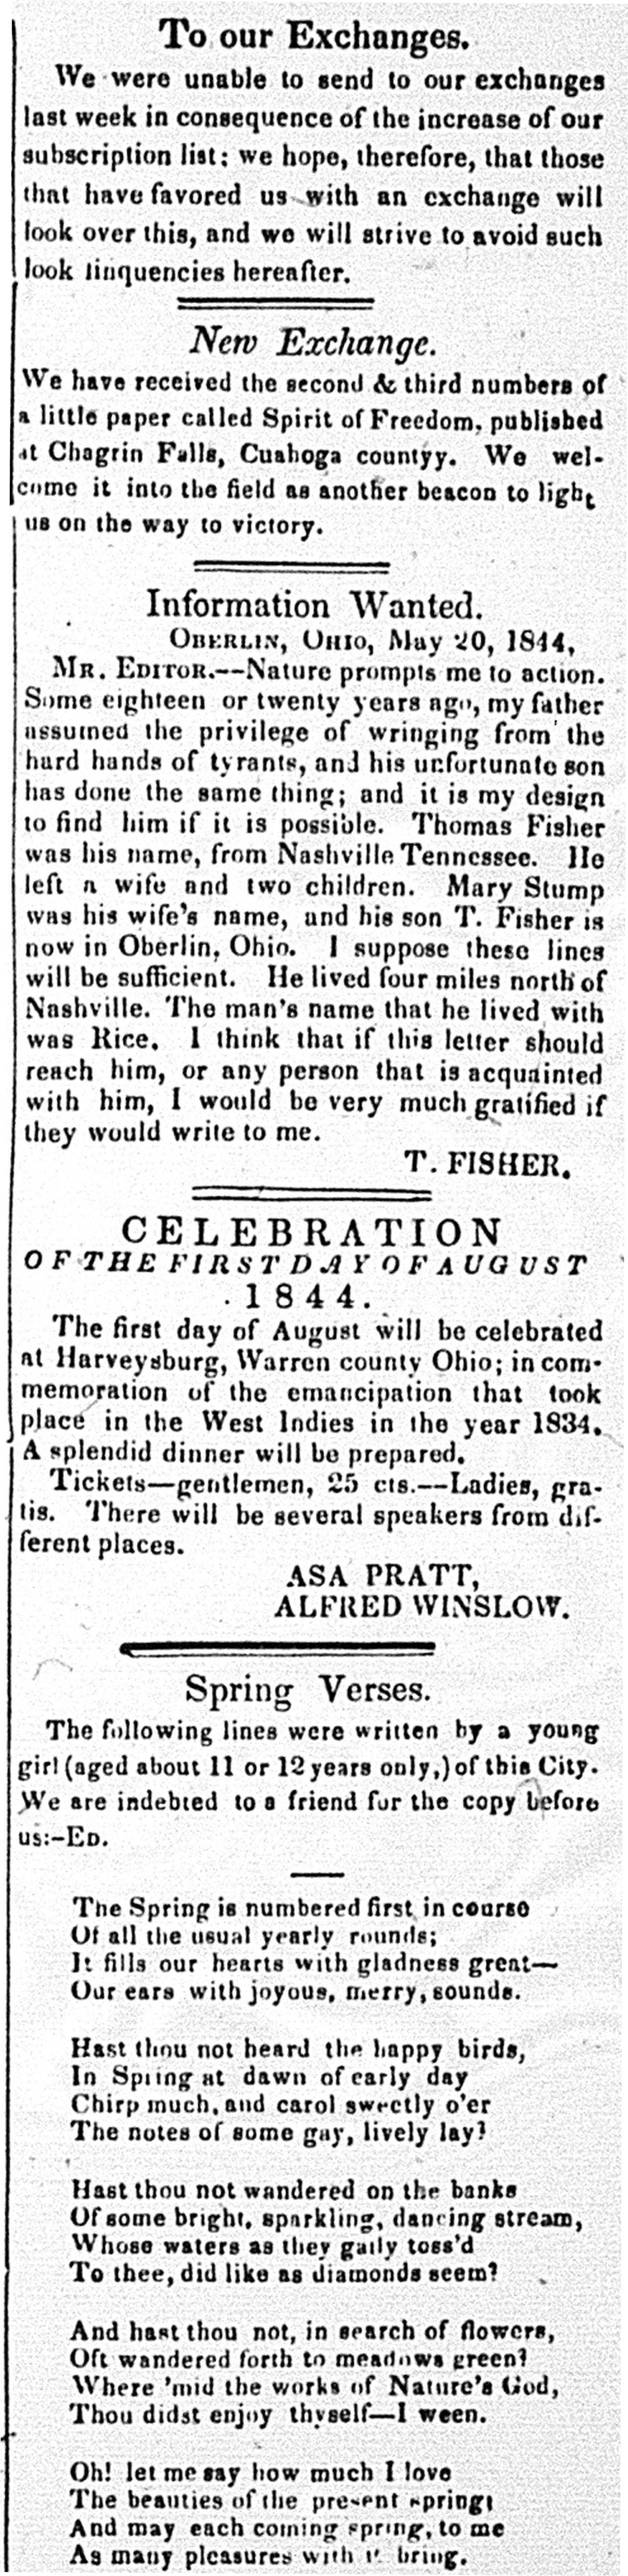 To our Exchanges.
We were unable to send to our exchanges
last week in consequence of the increase of our
subscription list: we hope, therefore, that those
that have favored us with an exchange will
look over this, and we will strive to avoid such
look linquencies hereafter.
New Exchange.
We have received the second & third numbers of
a little paper called Spirit of Freedom, published
at Chagrin Falls, Cuahoga countyy. We wel-
come it into the field as another beacon to light
us on the way to victory.
Information Wanted.
OBERLIN, OHIO, May 20, 1844,
MR. EDITOR.—Nature prompts me to action.
Some eighteen or twenty years ago, my father
assumed the privilege of wringing from the
hard hands of tyrants, and his unfortunate son
has done the same thing; and it is my design
to find him if it is possible. Thomas Fisher
was his name, from Nashville Tennessee. He
left a wife and two children. Mary Stump
was his wife's name, and his son T. Fisher is
now in Oberlin, Ohio. I suppose these lines
will be sufficient. He lived four miles north of
Nashville. The man's name that he lived with
was Rice. I think that if this letter should
reach him, or any person that is acquainted
with him, I would be very much gratified if
they would write to me.
T. FISHER.
CELEBRATION
OF THE FIRST DAY OF AUGUST
1844.
The first day of August will be celebrated
at Harveysburg, Warren county Ohio; in com-
memoration of the emancipation that took
place in the West Indies in the year 1834.
A splendid dinner will be prepared.
Tickets—gentlemen, 25 cts.—Ladies, gra-
tis. There will be several speakers from dif-
ferent places.
ASA PRATT,
ALFRED WINSLOW.
Spring Verses.
The following lines were written by a young
girl (aged about 11 or 12 years only,) of this City.
We are indebted to a friend for the copy before
us:-ED.
The Spring is numbered first in course
Of all the usual yearly rounds;
It fills our hearts with gladness great—
Our ears with joyous, merry, sounds.
Hast thou not heard the happy birds,
In Spring at dawn of early day
Chirp much, and carol sweetly o'er
The notes of some gay, lively lay?
Hast thou not wandered on the banks
Of some bright, sparkling, dancing stream,
Whose waters as they gaily toss'd
To thee, did like as diamonds seem?
And hast thou not, in search of flowers,
Oft wandered forth to meadows green?
Where 'mid the works of Nature's God,
Thou didst enjoy thyself—I ween.
Oh! let me say how much I love
The beauties of the present spring;
And may each coming spring, to me
As many pleasures with it bring.